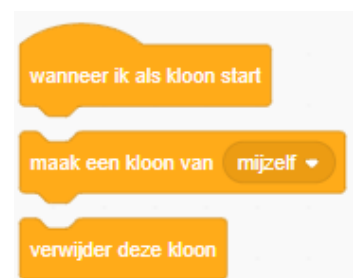 wanneer ik als kloon start
maak een kloon van mijzelf
verwijder deze kloon